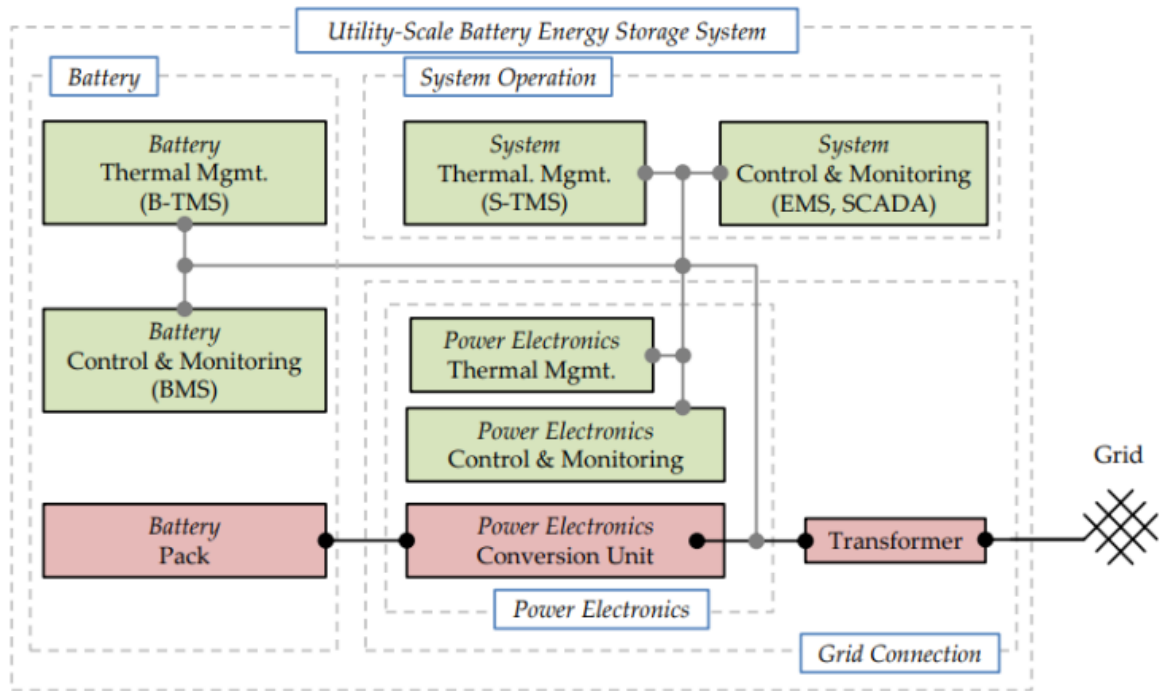 Utility-Scale Battery Energy Storage System
Battery
System Operation
Battery
Thermal Mgmt.
(B-TMS)
System
Thermal. Mgmt.
(S-TMS)
System
Control & Monitoring
(EMS, SCADA)
Battery
Control & Monitoring
(BMS)
Power Electronics
Thermal Mgmt.
Power Electronics
Control & Monitoring
Grid
Battery
Pack
Power Electronics
Conversion Unit
Transformer
Power Electronics
Grid Connection